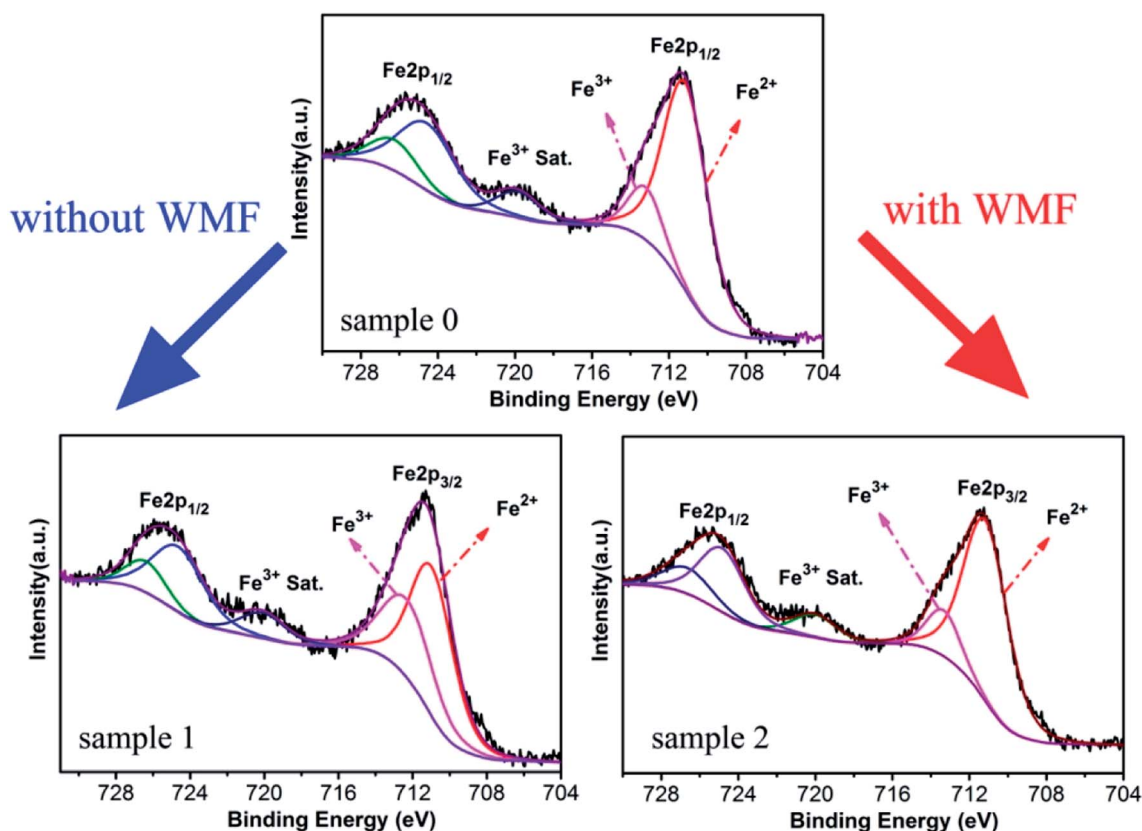 Fe2p1/2
Fe3+ Sat.
Fe3+
Fe2p1/2
Fe2+
Intensity(a.u.)
sample 0
728 724 720 716 712 708 704
Binding Energy (eV)
without WMF
with WMF
Fe2p1/2
Fe3+ Sat.
Fe3+
Fe2p3/2
Fe2+
Intensity(a.u.)
sample 1
728 724 720 716 712 708 704
Binding Energy (eV)
Fe2p1/2
Fe3+ Sat.
Fe3+
Fe2p3/2
Fe2+
Intensity(a.u.)
sample 2
728 724 720 716 712 708 704
Binding Energy (eV)